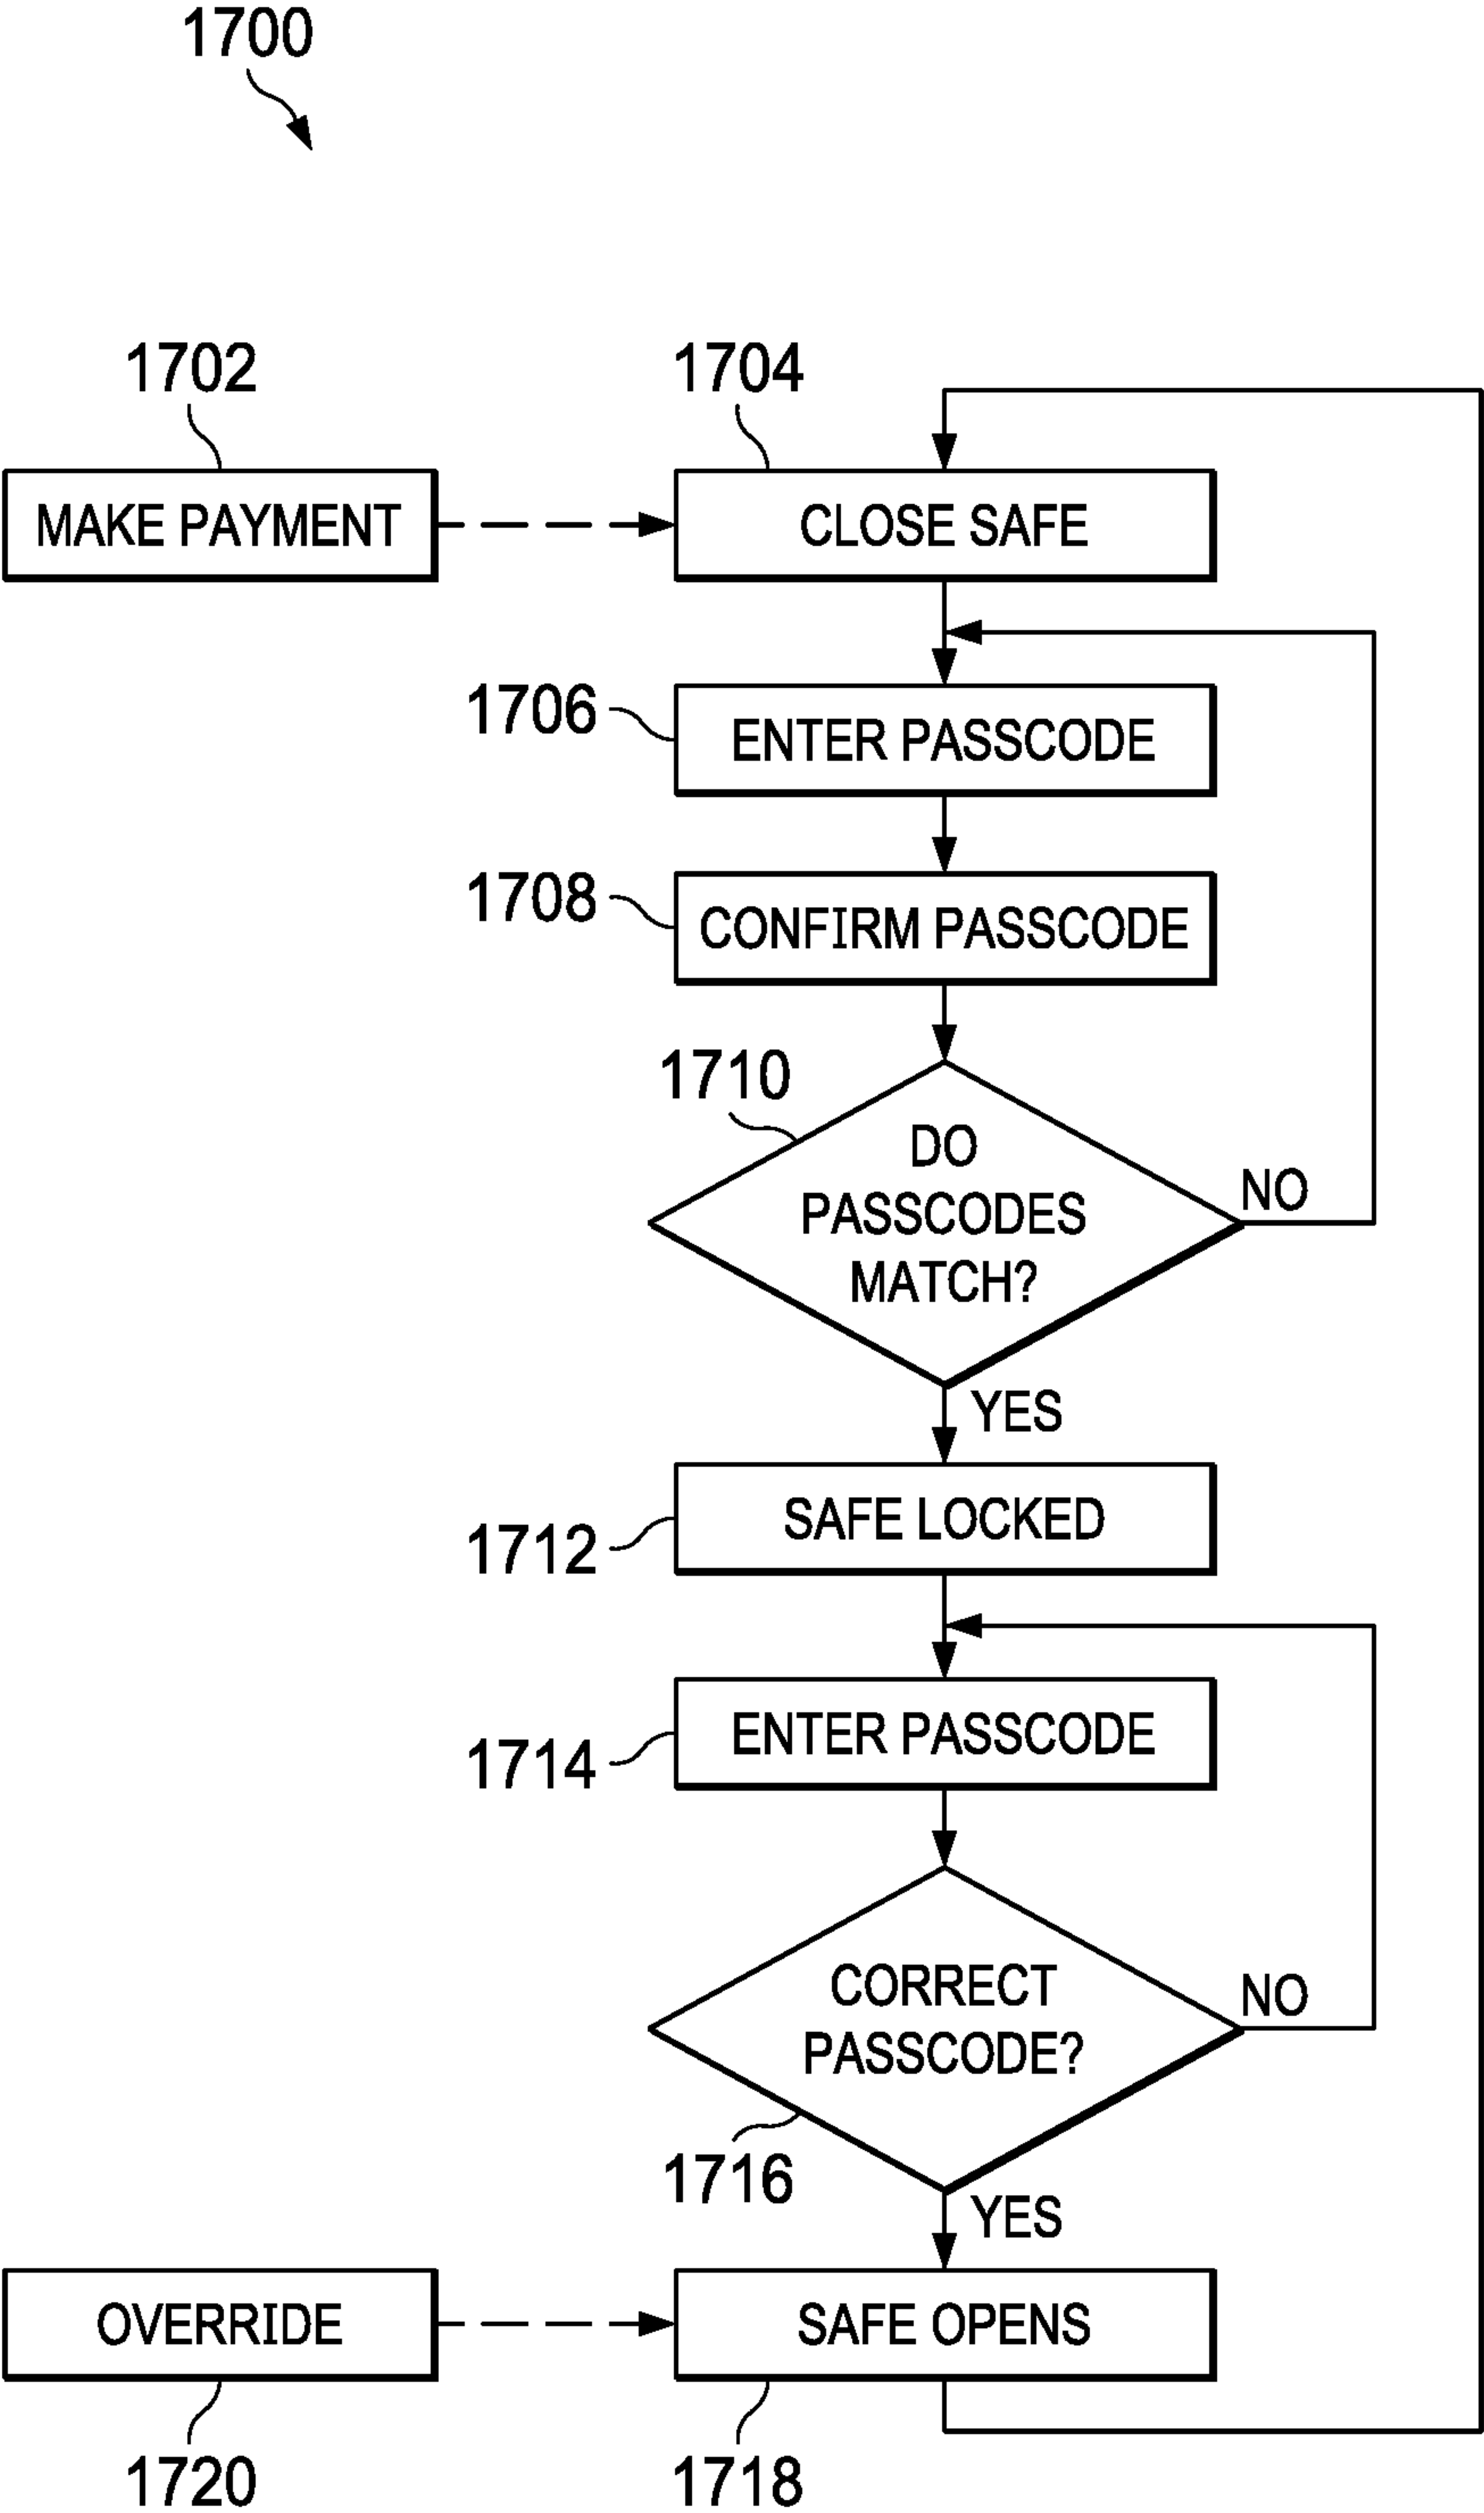 1700
1702
1704
MAKE PAYMENT
CLOSE SAFE
1706
ENTER PASSCODE
1708
CONFIRM PASSCODE
1710
DO
PASSCODES
MATCH?
NO
YES
SAFE LOCKED
1712
ENTER PASSCODE
1714
CORRECT
PASSCODE?
NO
1716
YES
OVERRIDE
SAFE OPENS
1720
1718